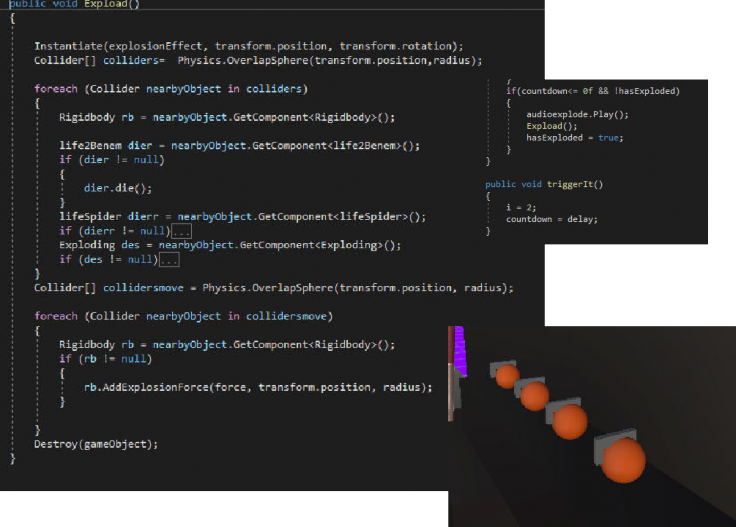 public void Expload()
{
Instantiate(explosionEffect, transform.position, transform.rotation);
Collider[] colliders= Physics.OverlapSphere(transform.position,radius);
foreach (Collider nearbyObject in colliders)
{
Rigidbody rb = nearbyObject.GetComponent<Rigidbody>();
life2Benem dier = nearbyObject.GetComponent<life2Benem>();
if (dier != null)
{
dier.die();
}
lifeSpider dierr = nearbyObject.GetComponent<lifeSpider>();
if (dierr != null)...
Exploding des = nearbyObject.GetComponent<Exploding>();
if (des != null)...
}
Collider[] collidersmove = Physics.OverlapSphere(transform.position, radius);
foreach (Collider nearbyObject in collidersmove)
{
Rigidbody rb = nearbyObject.GetComponent<Rigidbody>();
if (rb != null)
{
rb.AddExplosionForce(force, transform.position, radius);
}
}
Destroy(gameObject);
}
}
if(countdown<= 0f && !hasExploded)
{
audioexplode.Play();
Expload();
hasExploded = true;
}
}
public void triggerIt()
{
i = 2;
countdown = delay;
}